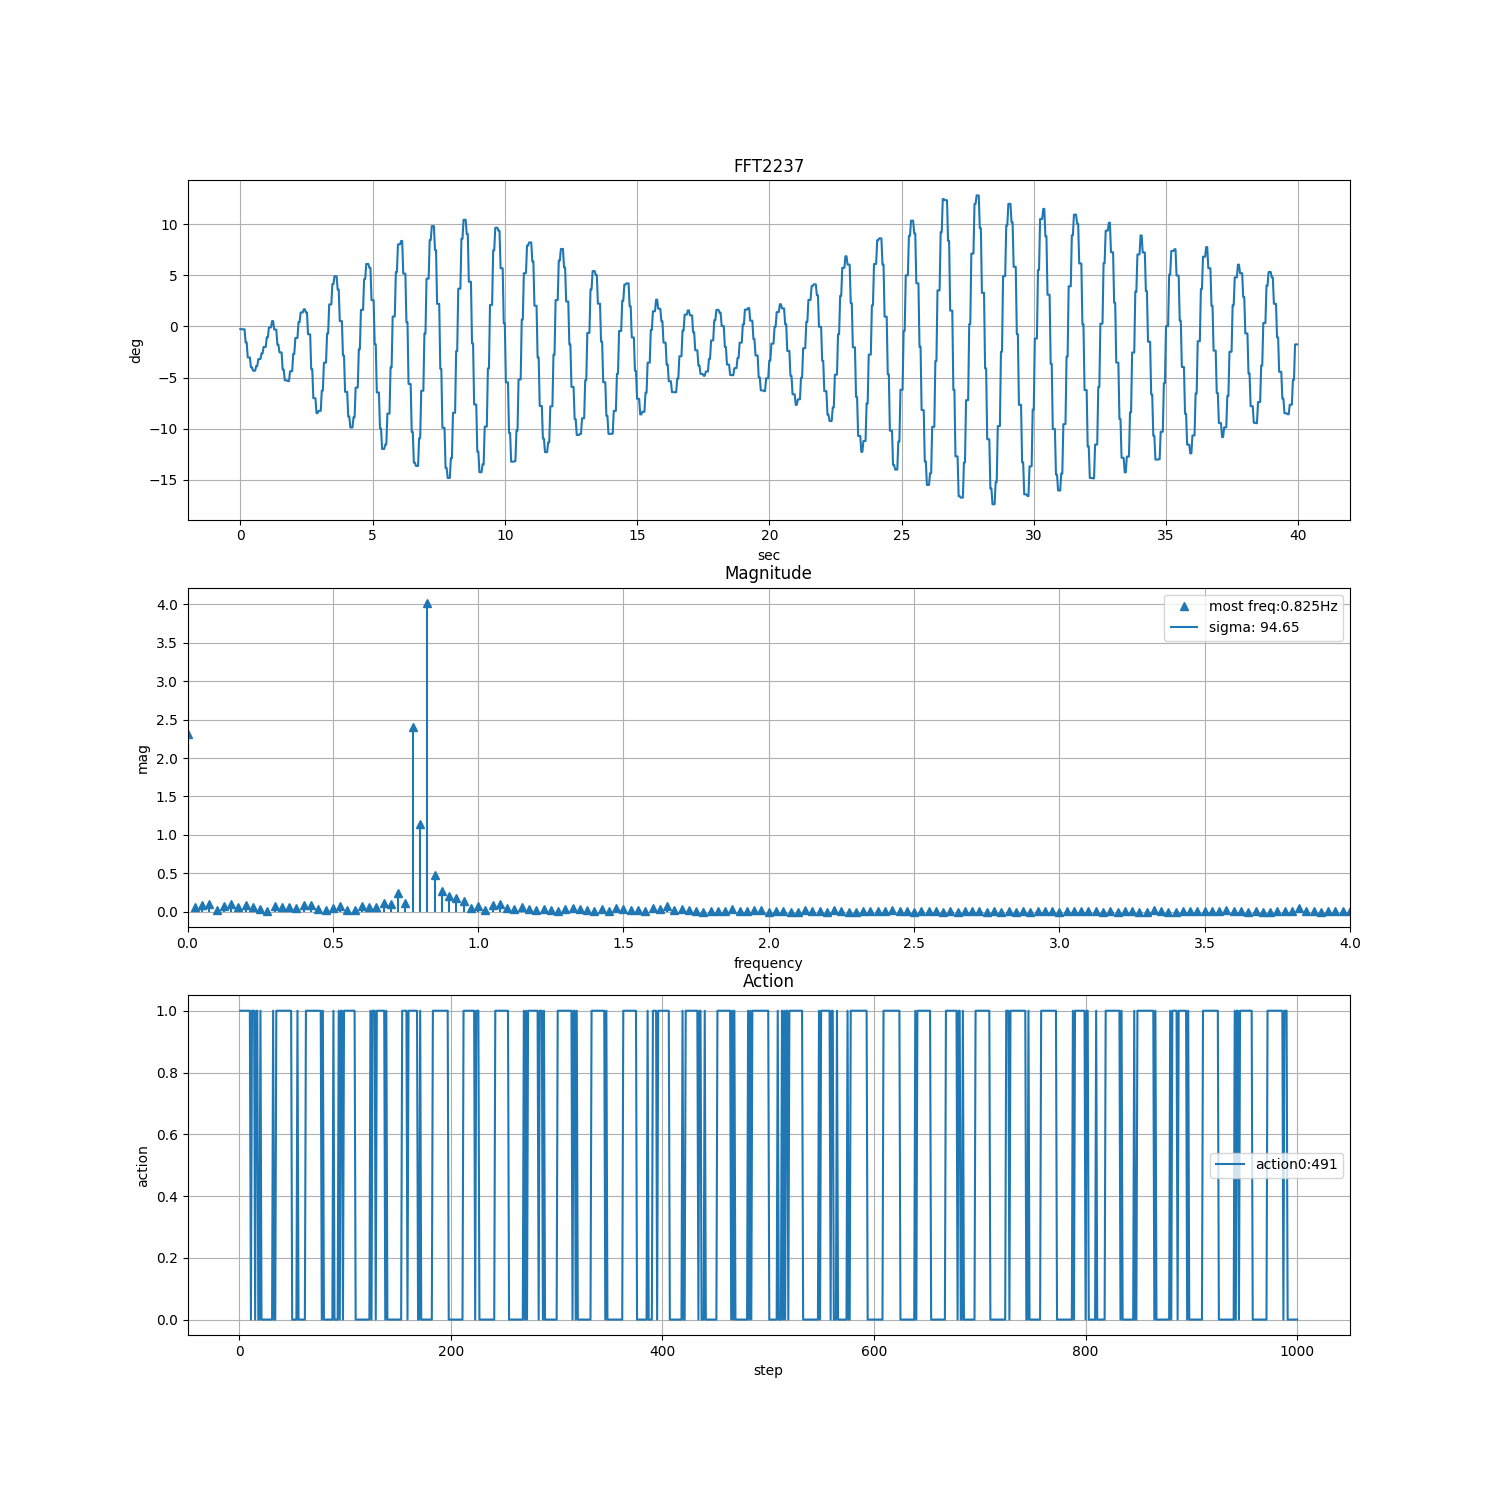 FFT2237
10
5
0
−5
−10
−15
deg
0 5 10 15 20 25 30 35 40
sec
Magnitude
4.0
3.5
3.0
2.5
2.0
1.5
1.0
0.5
0.0
mag
most freq:0.825Hz
sigma: 94.65
0.0 0.5 1.0 1.5 2.0 2.5 3.0 3.5 4.0
frequency
Action
1.0
0.8
0.6
0.4
0.2
0.0
action
action0:491
0 200 400 600 800 1000
step